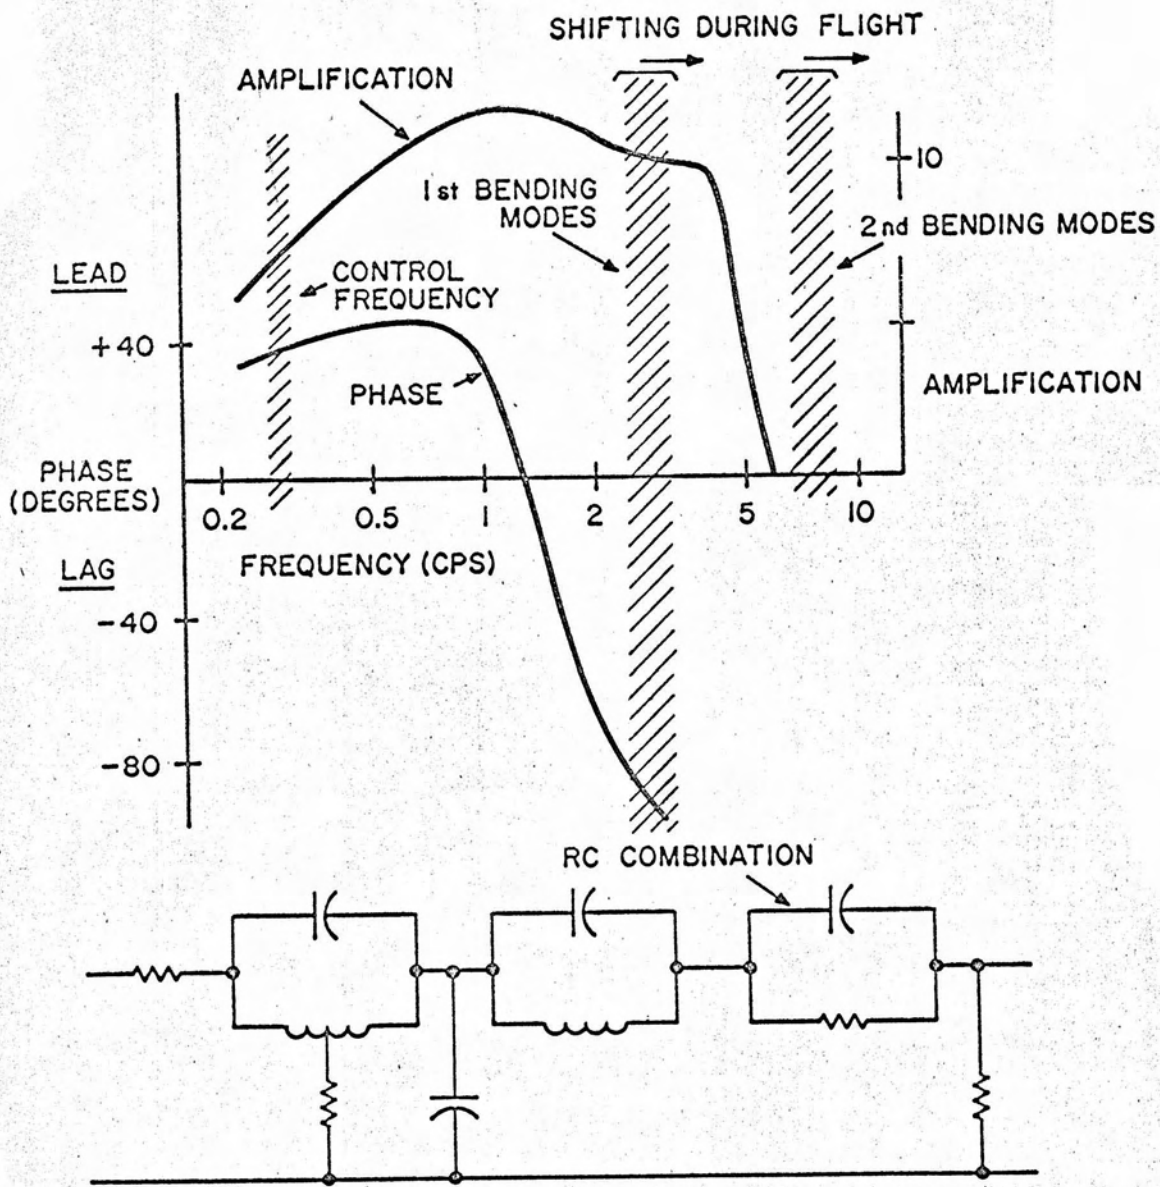 SHIFTING DURING FLIGHT
AMPLIFICATION
10
1st BENDING
MODES
2nd BENDING MODES
LEAD
CONTROL
FREQUENCY
+40
PHASE
AMPLIFICATION
PHASE
(DEGREES)
0.2
0.5
1
2
5
10
LAG
FREQUENCY (CPS)
-40
-80
RC COMBINATION